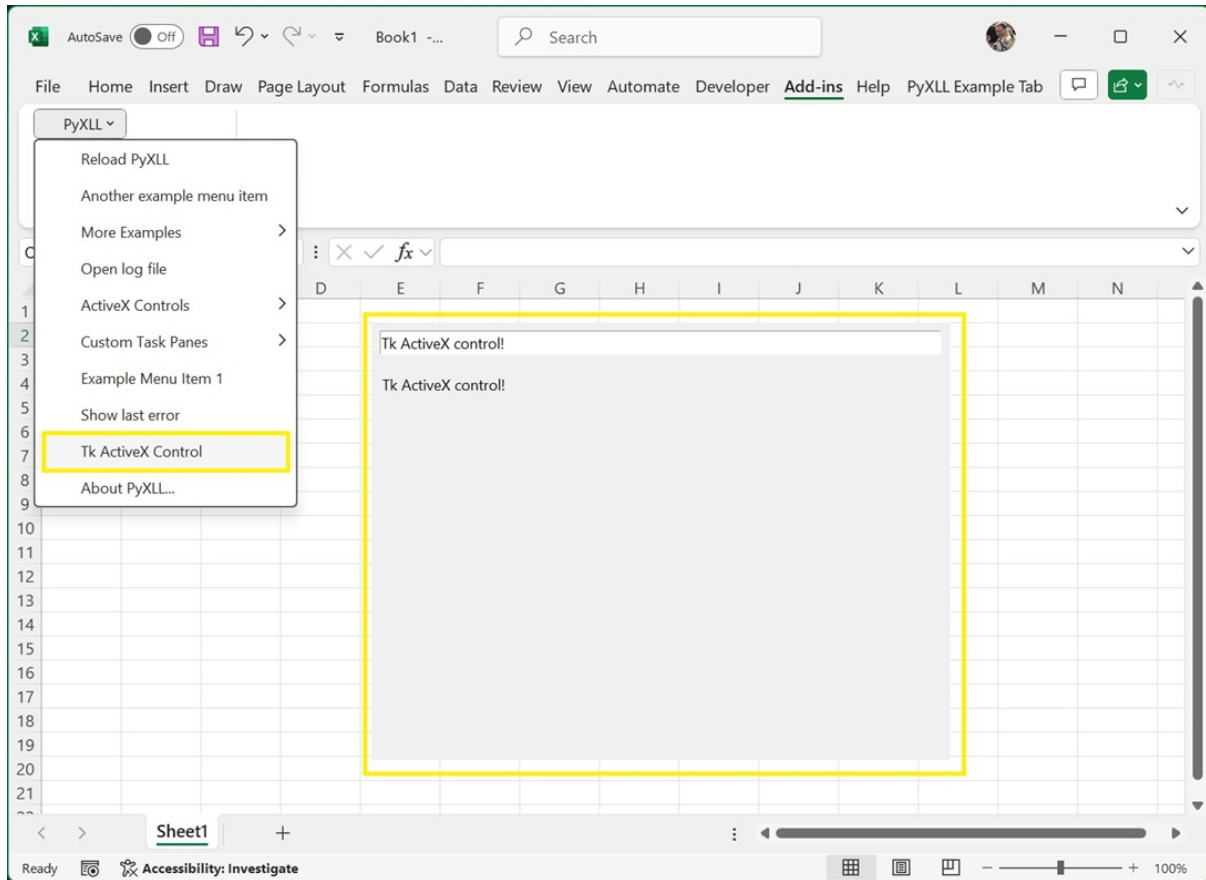 AutoSave Off Book1 -... Search
File Home Insert Draw Page Layout Formulas Data Review View Automate Developer Add-ins Help PyXLL Example Tab
PyXLL
Reload PyXLL
Another example menu item
More Examples
Open log file
ActiveX Controls
Custom Task Panes
Example Menu Item 1
Show last error
Tk ActiveX Control
About PyXLL...
fx
D E F G H I J K L M N
1
2
3
4
5
6
7
8
9
10
11
12
13
14
15
16
17
18
19
20
21
Tk ActiveX control!
Tk ActiveX control!
Sheet1
Ready Accessibility: Investigate 100%